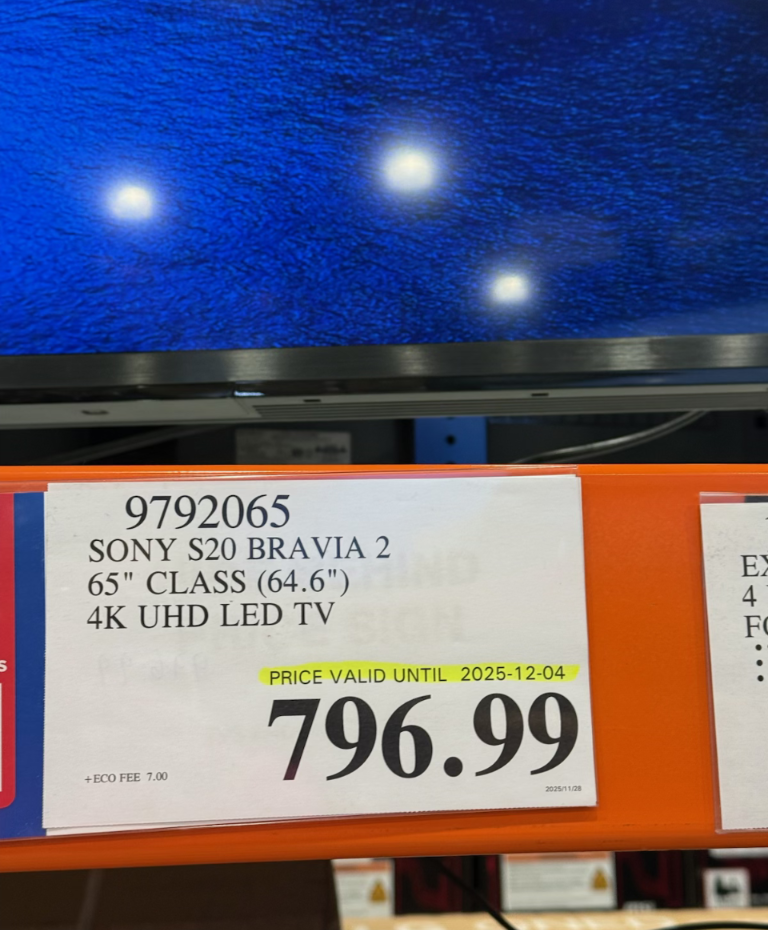 9792065
SONY S20 BRAVIA 2
65" CLASS (64.6")
4K UHD LED TV
PRICE VALID UNTIL 2025-12-04
796.99
+ECO FEE 7.00
2025/11/28
4